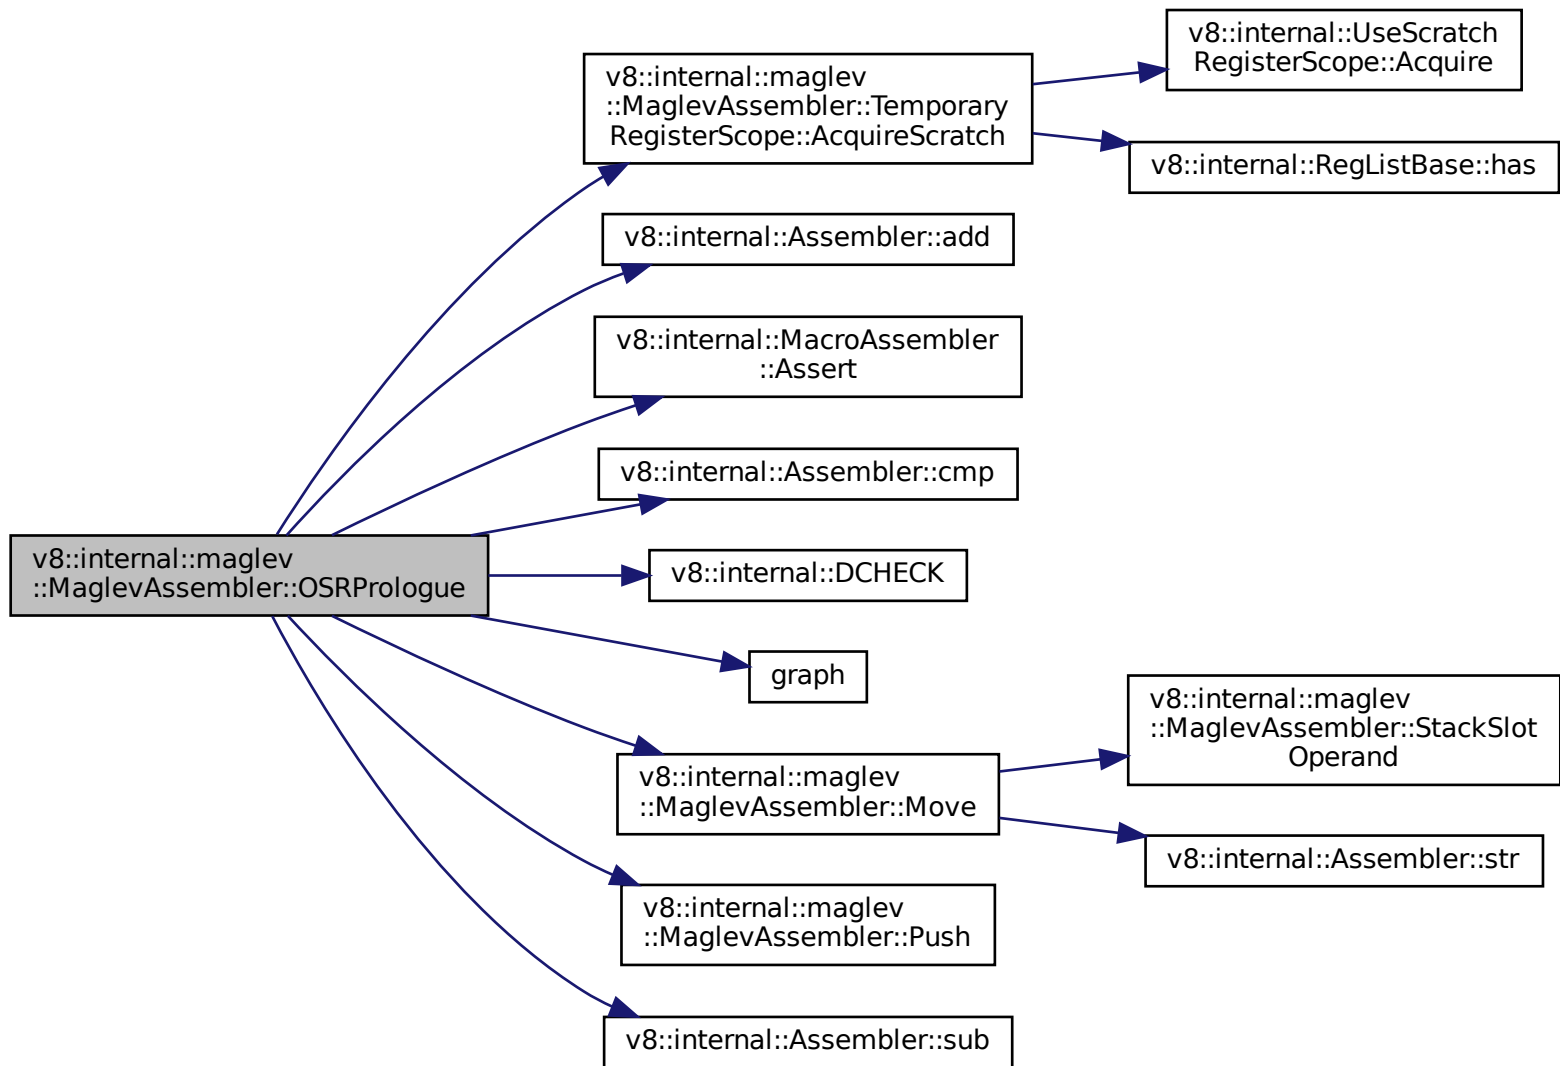 v8::internal::UseScratch
RegisterScope::Acquire
v8::internal::maglev
::MaglevAssembler::Temporary
RegisterScope::AcquireScratch
v8::internal::RegListBase::has
v8::internal::Assembler::add
v8::internal::MacroAssembler
::Assert
v8::internal::Assembler::cmp
v8::internal::maglev
::MaglevAssembler::OSRPrologue
v8::internal::DCHECK
graph
v8::internal::maglev
::MaglevAssembler::StackSlot
Operand
v8::internal::maglev
::MaglevAssembler::Move
v8::internal::Assembler::str
v8::internal::maglev
::MaglevAssembler::Push
v8::internal::Assembler::sub